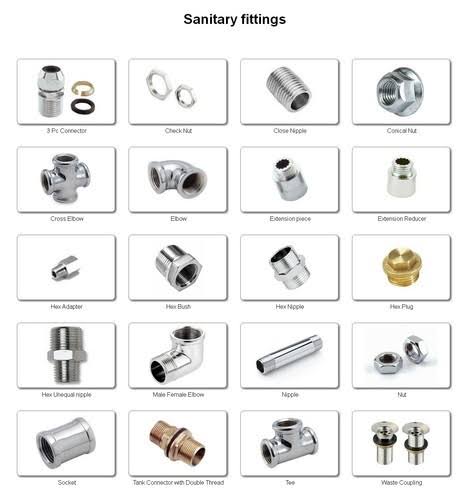 Sanitary fittings
3 Pc Connector
Check Nut
Close Nipple
Conical Nut
Cross Elbow
Elbow
Extension piece
Extension Reducer
Hex Adapter
Hex Bush
Hex Nipple
Hex Plug
Hex Unequal nipple
Male Female Elbow
Nipple
Nut
Socket
Tank Connector with Double Thread
Tee
Waste Coupling